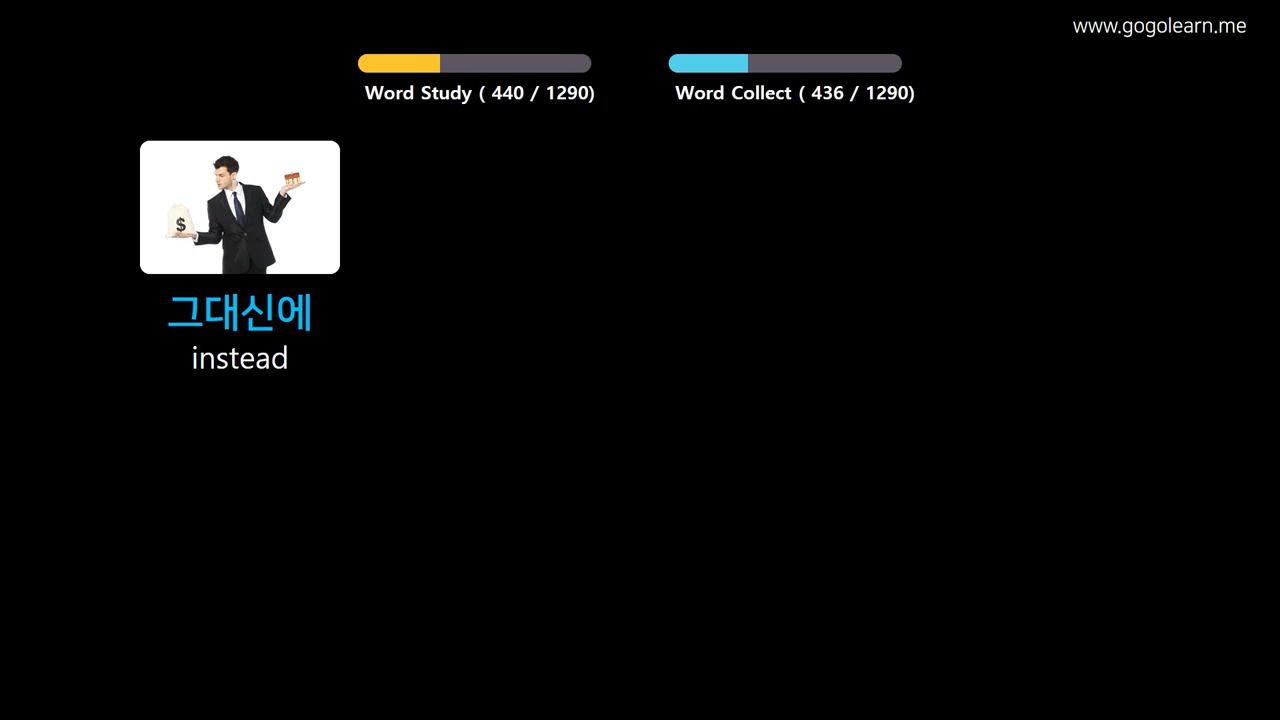 www.gogolearn.me
Word Study ( 440 / 1290)
Word Collect ( 436 / 1290)
$
그대신에
instead